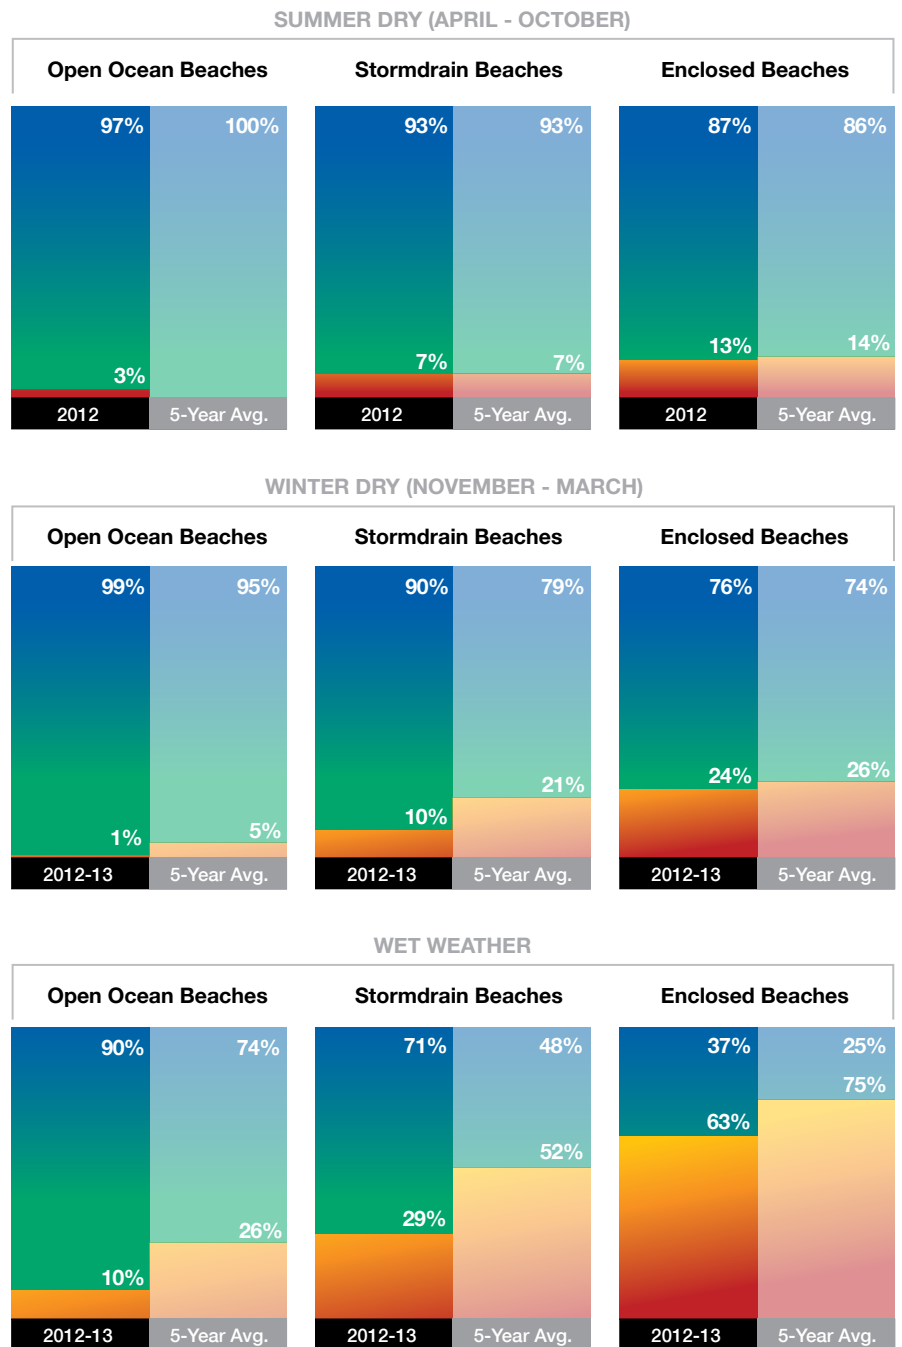 SUMMER DRY (APRIL - OCTOBER)
Open Ocean Beaches Stormdrain Beaches Enclosed Beaches
97% 100% 93% 93% 87% 86%
3% 7% 7% 13% 14%
2012 5-Year Avg. 2012 5-Year Avg. 2012 5-Year Avg.
WINTER DRY (NOVEMBER - MARCH)
Open Ocean Beaches Stormdrain Beaches Enclosed Beaches
99% 95% 90% 79% 76% 74%
1% 5% 10% 21% 24% 26%
2012-13 5-Year Avg. 2012-13 5-Year Avg. 2012-13 5-Year Avg.
WET WEATHER
Open Ocean Beaches Stormdrain Beaches Enclosed Beaches
90% 74% 71% 48% 37% 25%
10% 26% 29% 52% 63% 75%
2012-13 5-Year Avg. 2012-13 5-Year Avg. 2012-13 5-Year Avg.